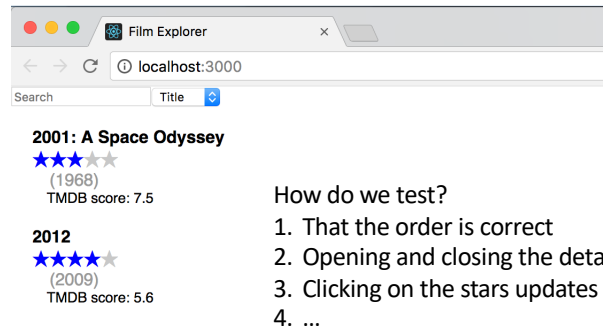 Film Explorer
localhost:3000
Search Title
2001: A Space Odyssey
(1968)
TMDB score: 7.5
2012
(2009)
TMDB score: 5.6
How do we test?
1. That the order is correct
2. Opening and closing the deta
3. Clicking on the stars updates
4. ...